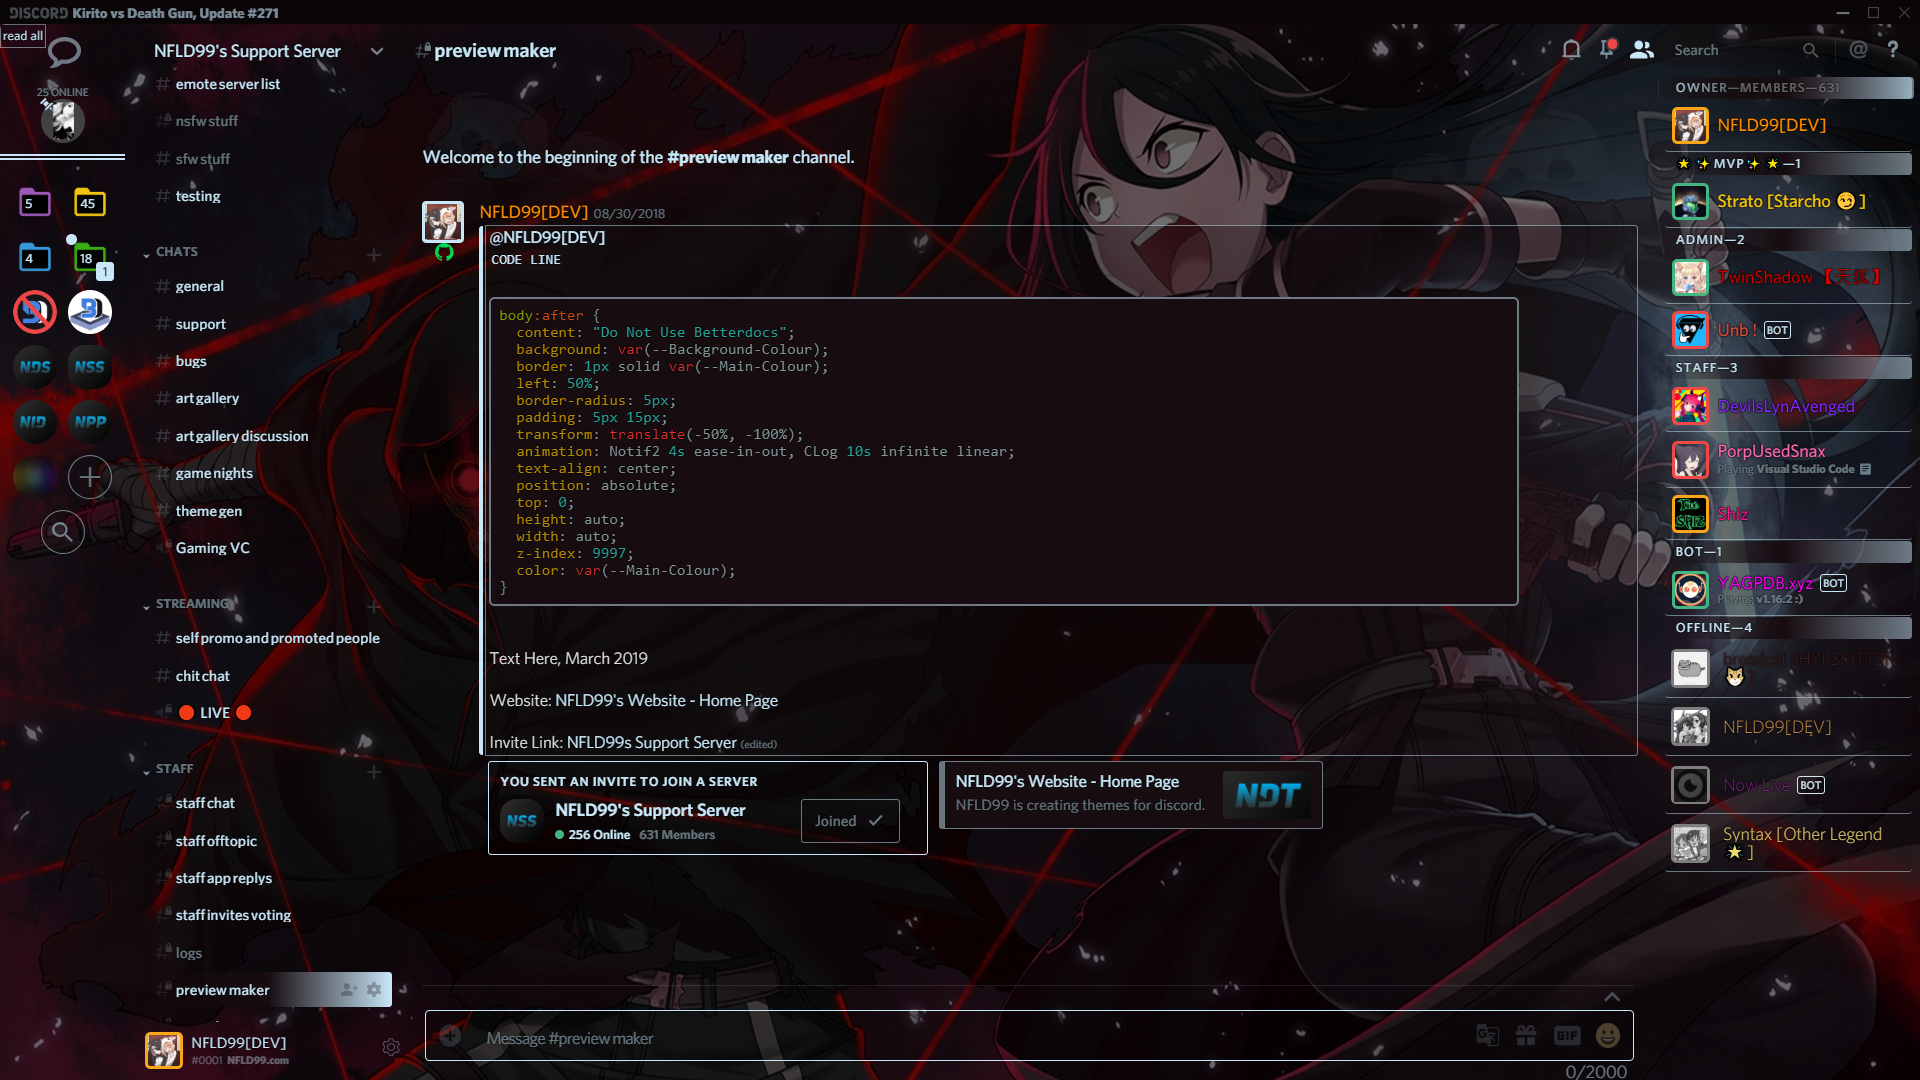 DISCORD Kirito vs Death Gun, Update #271
read all
25 ONLINE
5
45
4
18
1
NDS
NSS
NID
NPP
NFLD99's Support Server
emote server list
nsfw stuff
sfw stuff
testing
CHATS
general
support
bugs
art gallery
art gallery discussion
game nights
theme gen
Gaming VC
STREAMING
self promo and promoted people
chit chat
🔴 LIVE 🔴
STAFF
staff chat
staff offtopic
staff app replys
staff invites voting
logs
preview maker
NFLD99[DEV]
#0001 NFLD99.com
# preview maker
Search
@ ?
Welcome to the beginning of the #preview maker channel.
NFLD99[DEV] 08/30/2018
@NFLD99[DEV]
CODE LINE
body:after {
content: "Do Not Use Betterdocs";
background: var(--Background-Colour);
border: 1px solid var(--Main-Colour);
left: 50%;
border-radius: 5px;
padding: 5px 15px;
transform: translate(-50%, -100%);
animation: Notif2 4s ease-in-out, CLog 10s infinite linear;
text-align: center;
position: absolute;
top: 0;
height: auto;
width: auto;
z-index: 9997;
color: var(--Main-Colour);
}
Text Here, March 2019
Website: NFLD99's Website - Home Page
Invite Link: NFLD99s Support Server (edited)
YOU SENT AN INVITE TO JOIN A SERVER
NSS
NFLD99's Support Server
256 Online 631 Members
Joined
NFLD99's Website - Home Page
NFLD99 is creating themes for discord.
NDT
Message #preview maker
GIF
0/2000
OWNER—MEMBERS—631
NFLD99[DEV]
🌟✨MVP✨🌟—1
Strato [Starcho 😏]
ADMIN—2
TwinShadow【天狐】
Unb ! BOT
STAFF—3
DevilsLynAvenged
PorpUsedSnax
Playing Visual Studio Code
Shiz
BOT—1
YAGPDB.xyz BOT
Playing v1.16.2 :)
OFFLINE—4
NFLD99[DEV]
Now Live BOT
Syntax [Other Legend
🌟]